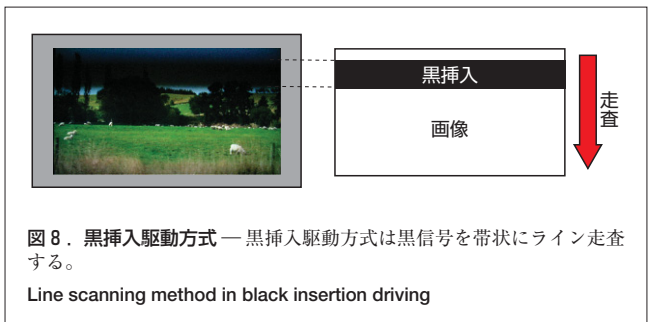 黒挿入
画像
走査
図8．黒挿入駆動方式 ― 黒挿入駆動方式は黒信号を帯状にライン走査
する。
Line scanning method in black insertion driving